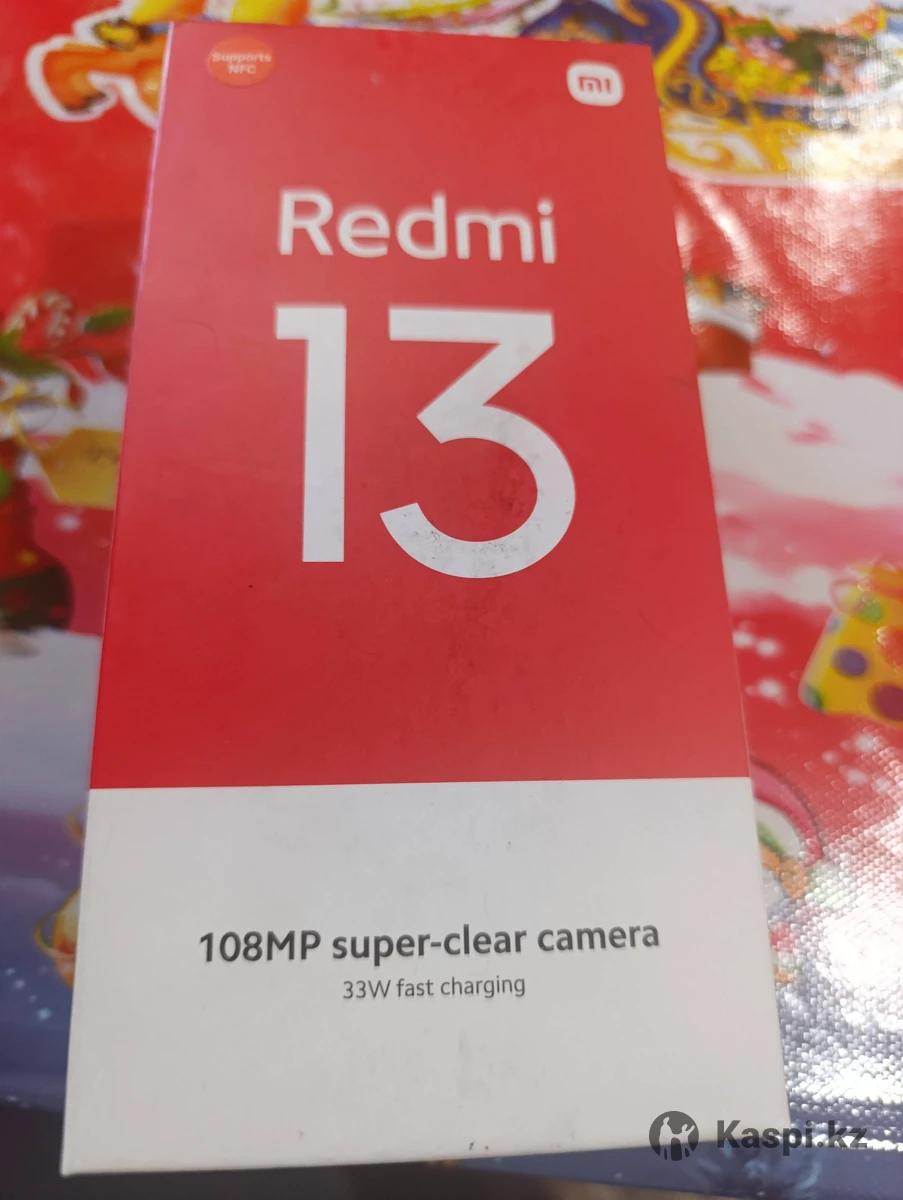 Supports
NFC
mi
Redmi
13
108MP super-clear camera
33W fast charging
Kaspi.kz